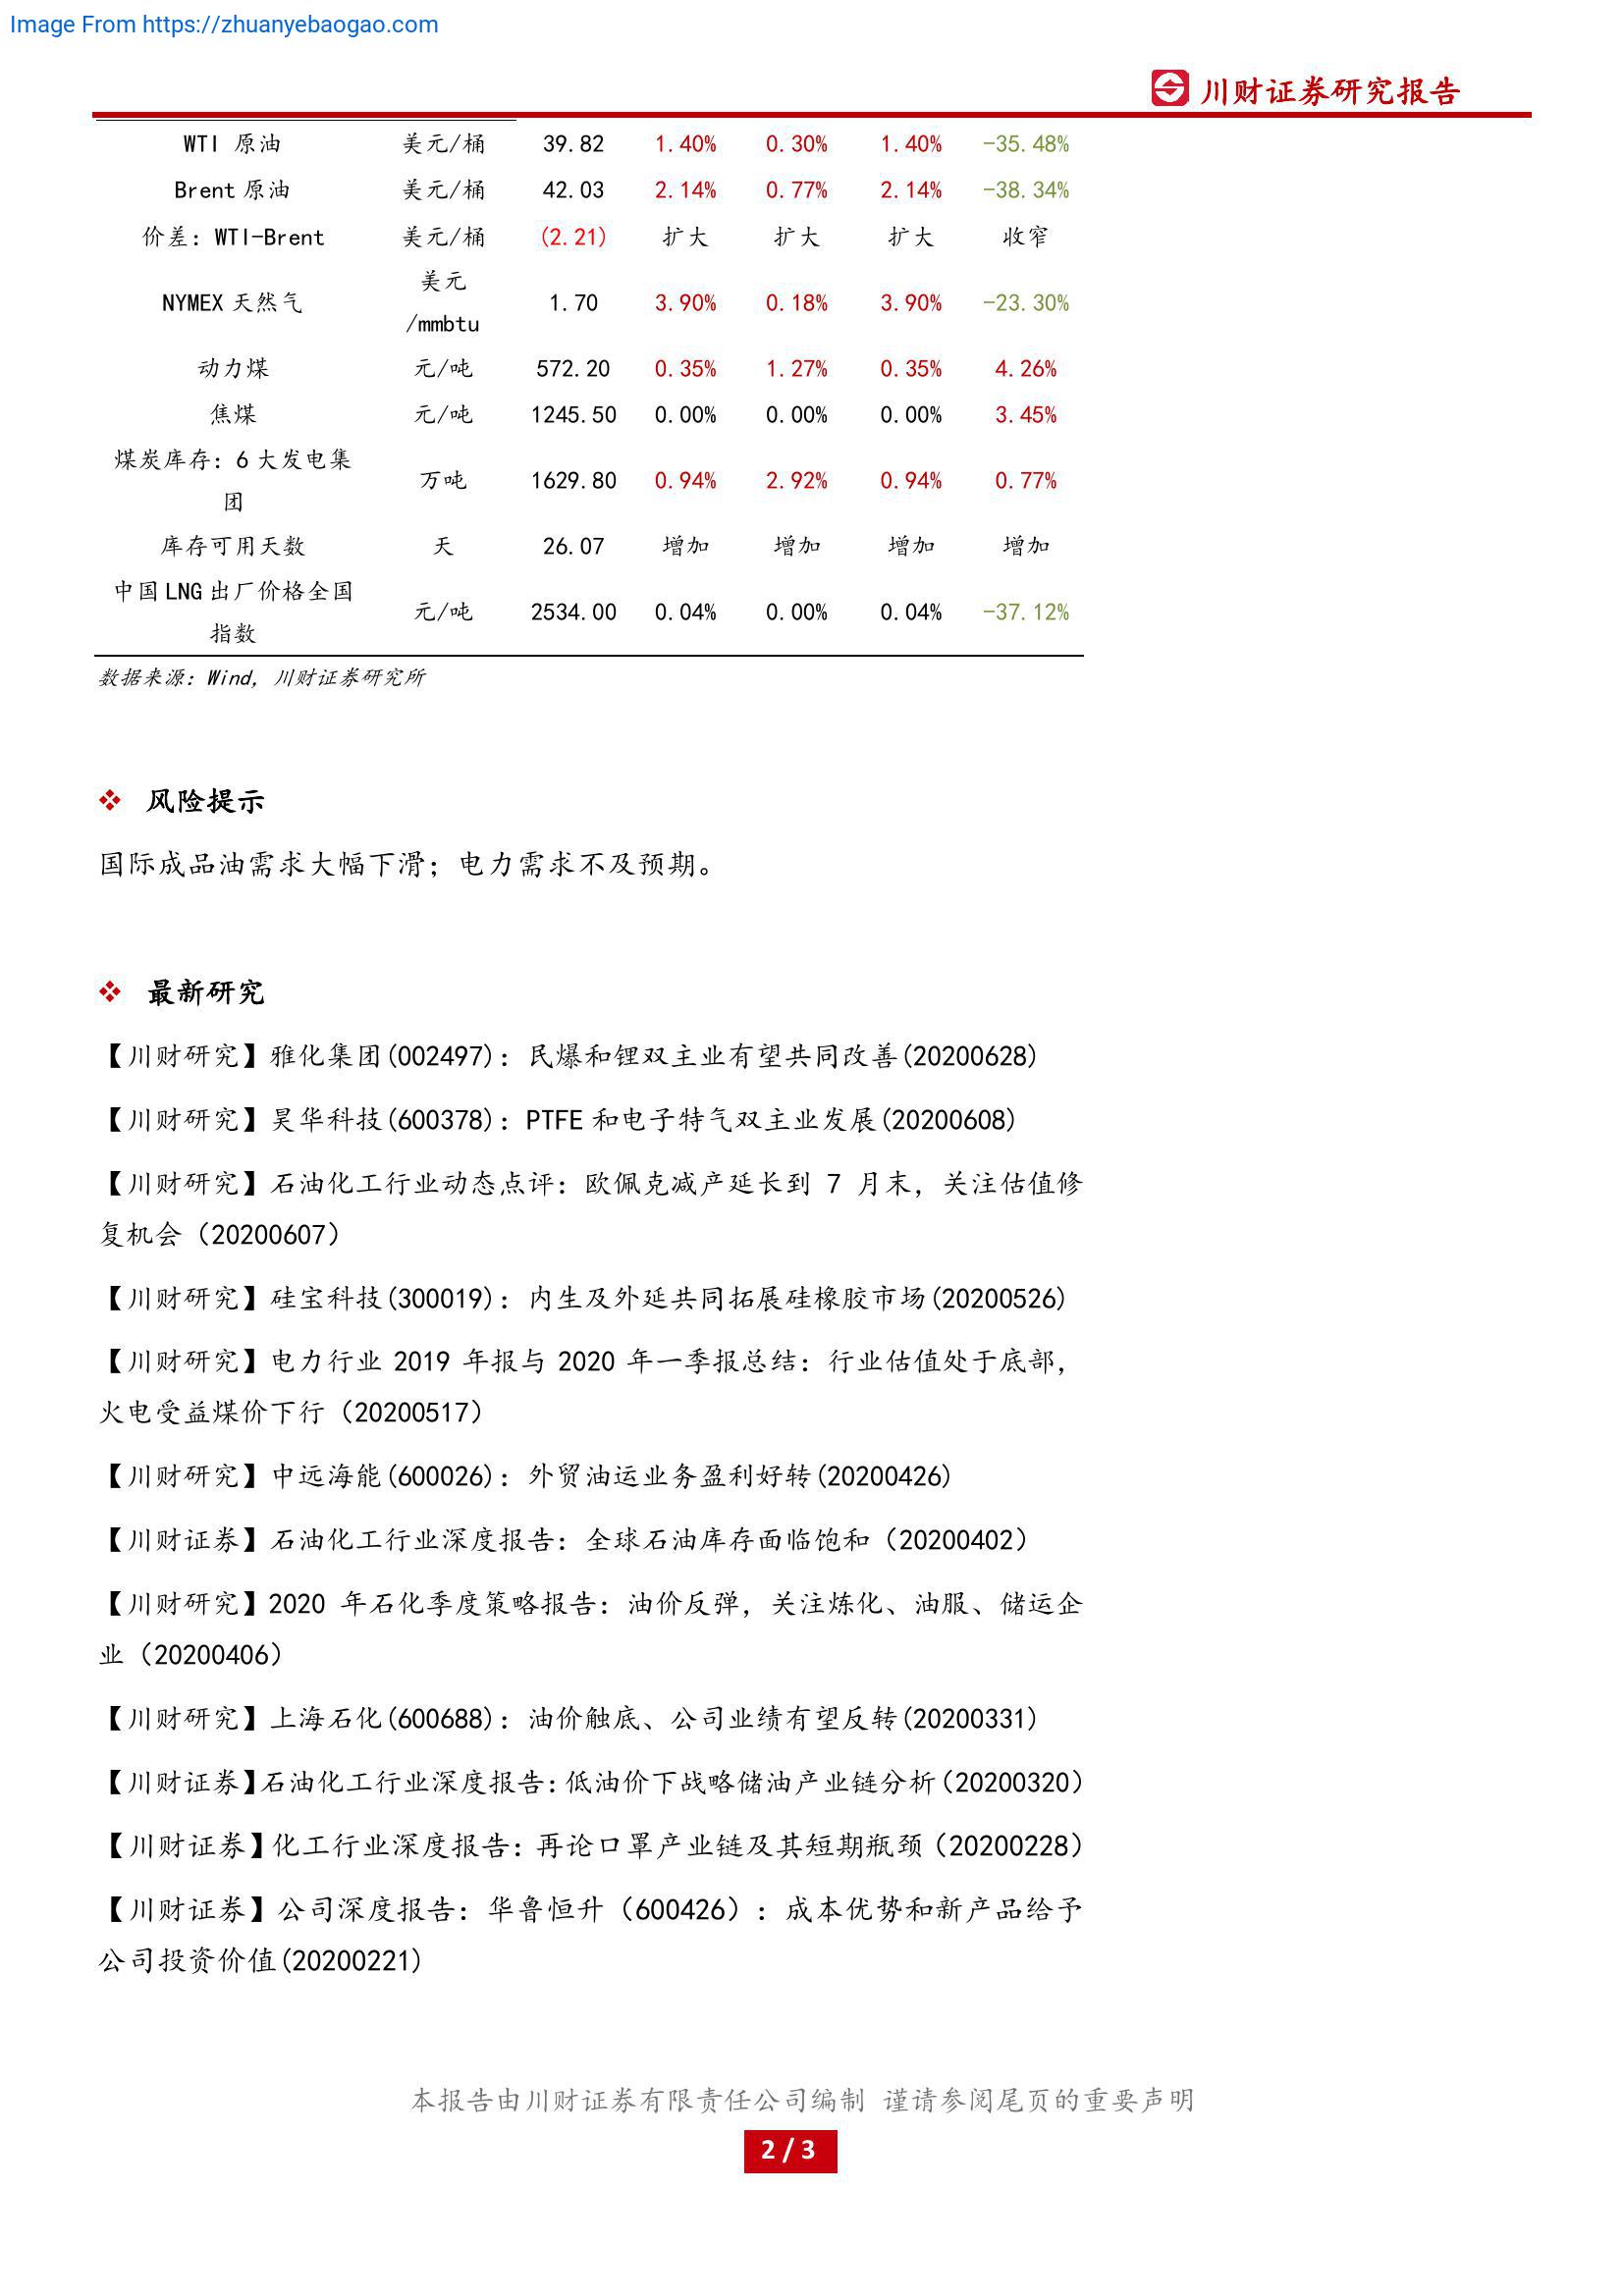 Image From https://zhuanyebaogao.com
川财证券研究报告
WTI 原油 美元/桶 39.82 1.40% 0.30% 1.40% -35.48%
Brent 原油 美元/桶 42.03 2.14% 0.77% 2.14% -38.34%
价差：WTI-Brent 美元/桶 (2.21) 扩大 扩大 扩大 收窄
NYMEX 天然气 美元 1.70 3.90% 0.18% 3.90% -23.30%
/mmbtu
动力煤 元/吨 572.20 0.35% 1.27% 0.35% 4.26%
焦煤 元/吨 1245.50 0.00% 0.00% 0.00% 3.45%
煤炭库存：6 大发电集 万吨 1629.80 0.94% 2.92% 0.94% 0.77%
团
库存可用天数 天 26.07 增加 增加 增加 增加
中国 LNG 出厂价格全国 元/吨 2534.00 0.04% 0.00% 0.04% -37.12%
指数
数据来源：Wind，川财证券研究所
❖ 风险提示
国际成品油需求大幅下滑；电力需求不及预期。
❖ 最新研究
【川财研究】雅化集团(002497)：民爆和锂双主业有望共同改善(20200628)
【川财研究】昊华科技(600378)：PTFE 和电子特气双主业发展(20200608)
【川财研究】石油化工行业动态点评：欧佩克减产延长到 7 月末，关注估值修
复机会（20200607）
【川财研究】硅宝科技(300019)：内生及外延共同拓展硅橡胶市场(20200526)
【川财研究】电力行业 2019 年报与 2020 年一季报总结：行业估值处于底部，
火电受益煤价下行（20200517）
【川财研究】中远海能(600026)：外贸油运业务盈利好转(20200426)
【川财证券】石油化工行业深度报告：全球石油库存面临饱和（20200402）
【川财研究】2020 年石化季度策略报告：油价反弹，关注炼化、油服、储运企
业（20200406）
【川财研究】上海石化(600688)：油价触底、公司业绩有望反转(20200331)
【川财证券】石油化工行业深度报告：低油价下战略储油产业链分析（20200320）
【川财证券】化工行业深度报告：再论口罩产业链及其短期瓶颈（20200228）
【川财证券】公司深度报告：华鲁恒升（600426）：成本优势和新产品给予
公司投资价值(20200221)
本报告由川财证券有限责任公司编制 谨请参阅尾页的重要声明
2 / 3